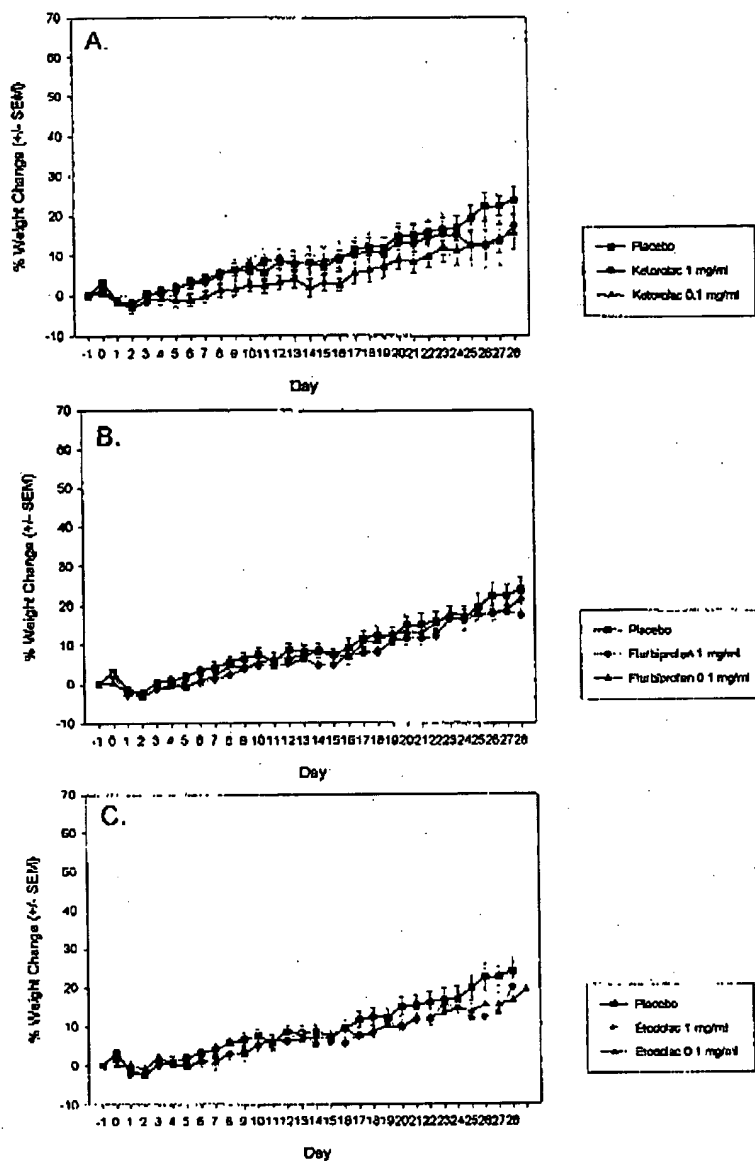 A.
% Weight Change (+/- SEM)
70
60
50
40
30
20
10
0
-10
-1 0 1 2 3 4 5 6 7 8 9 10 11 12 13 14 15 16 17 18 19 20 21 22 23 24 25 26 27 28
Day
Placebo
Ketorolac 1 mg/ml
Ketorolac 0.1 mg/ml
B.
% Weight Change (+/- SEM)
70
60
50
40
30
20
10
0
-10
-1 0 1 2 3 4 5 6 7 8 9 10 11 12 13 14 15 16 17 18 19 20 21 22 23 24 25 26 27 28
Day
Placebo
Flurbiprofen 1 mg/ml
Flurbiprofen 0 1 mg/ml
C.
% Weight Change (+/- SEM)
70
60
50
40
30
20
10
0
-10
-1 0 1 2 3 4 5 6 7 8 9 10 11 12 13 14 15 16 17 18 19 20 21 22 23 24 25 26 27 28
Day
Placebo
Etodolac 1 mg/ml
Etodolac 0 1 mg/ml